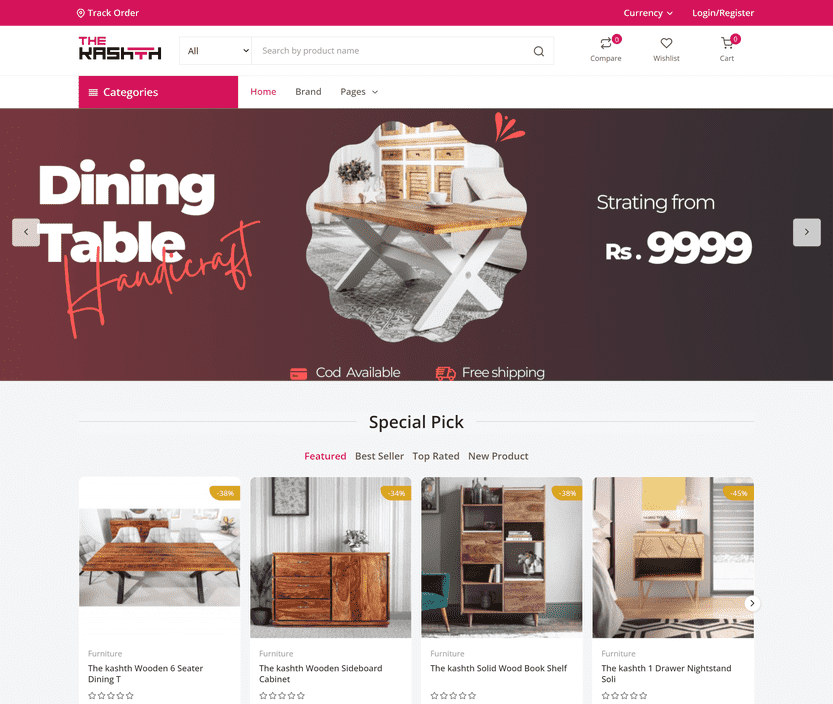 Track Order
Currency
Login/Register
THE
KASHTH
All
Search by product name
0
Compare
Wishlist
0
Cart
Categories
Home
Brand
Pages
Dining
Table
Handicraft
Strating from
Rs. 9999
Cod Available
Free shipping
Special Pick
Featured
Best Seller
Top Rated
New Product
-38%
-34%
-38%
-45%
Furniture
The kashth Wooden 6 Seater
Dining T
Furniture
The kashth Wooden Sideboard
Cabinet
Furniture
The kashth Solid Wood Book Shelf
Furniture
The kashth 1 Drawer Nightstand
Soli